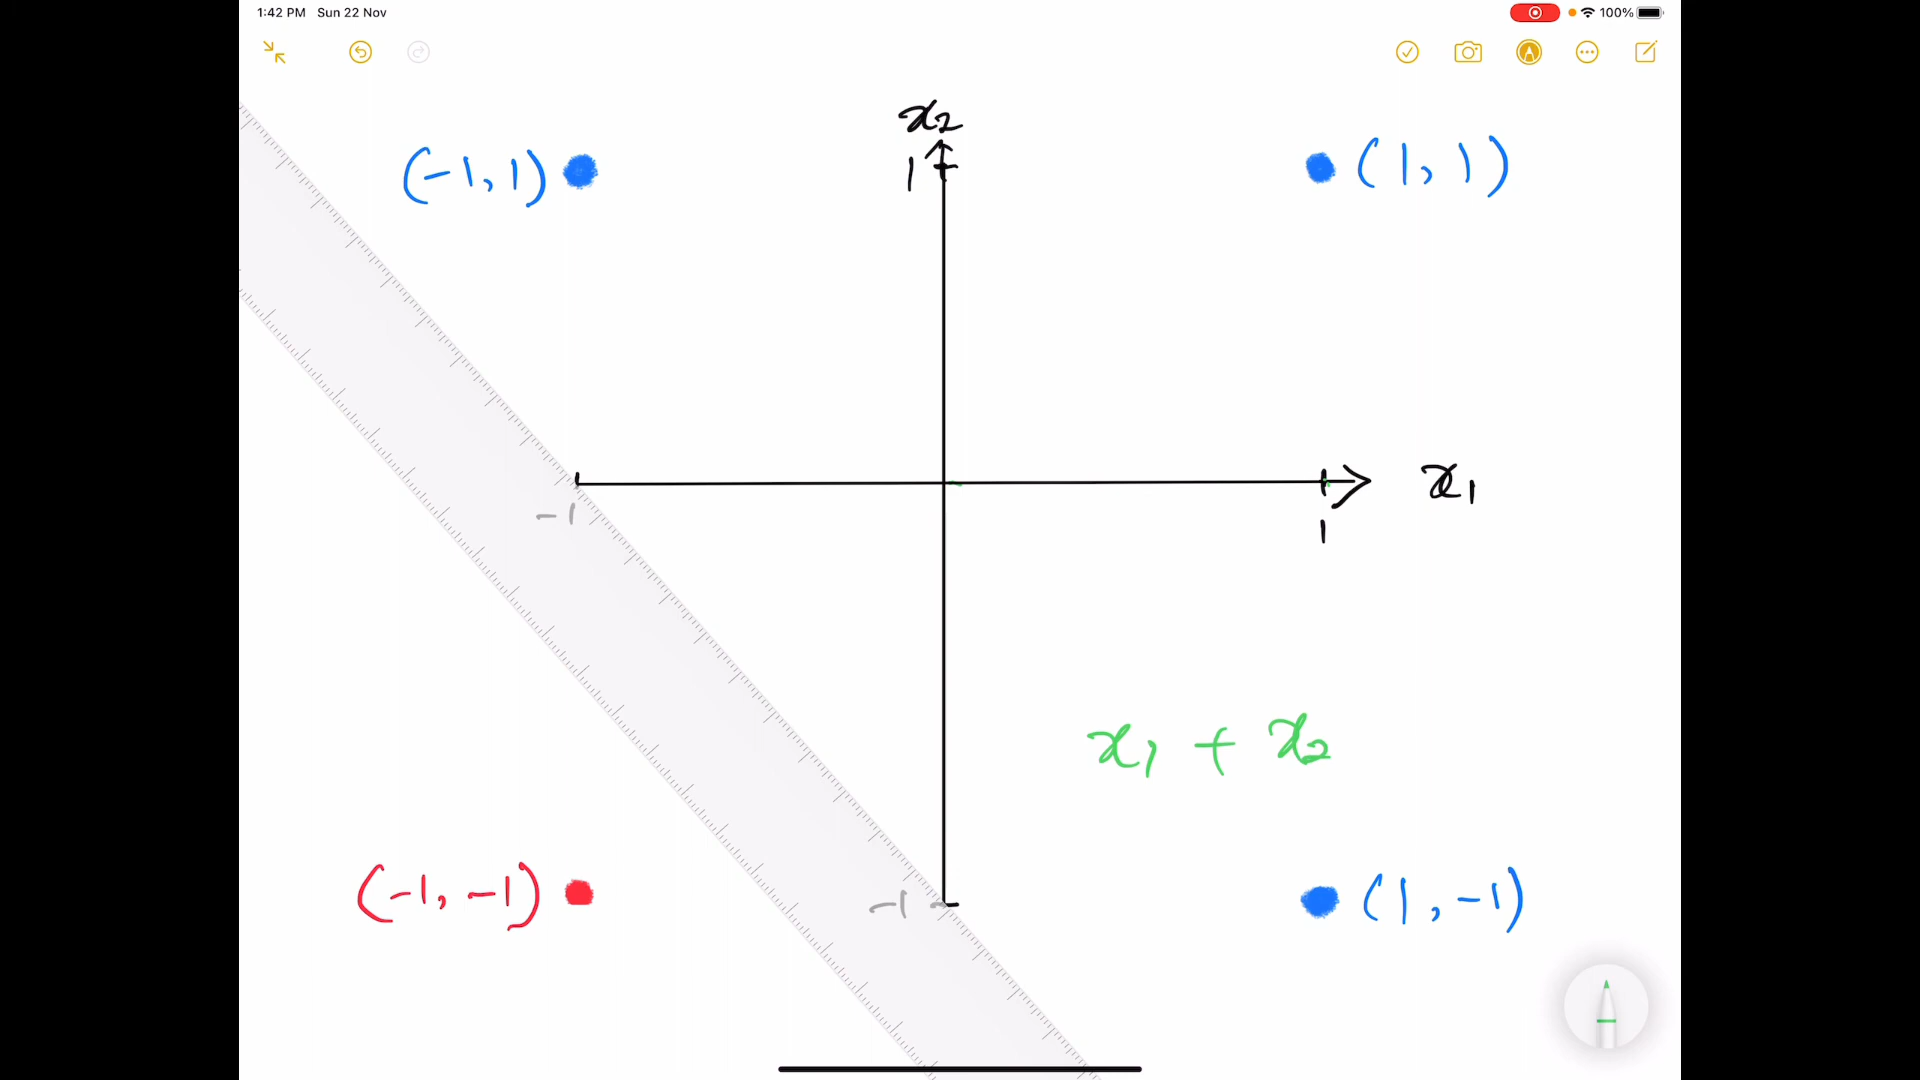 1:42 PM Sun 22 Nov
100%
x₂
1
(-1, 1)
(1, 1)
-1
1
x₁
x₁ + x₂
(-1, -1)
-1
(1, -1)